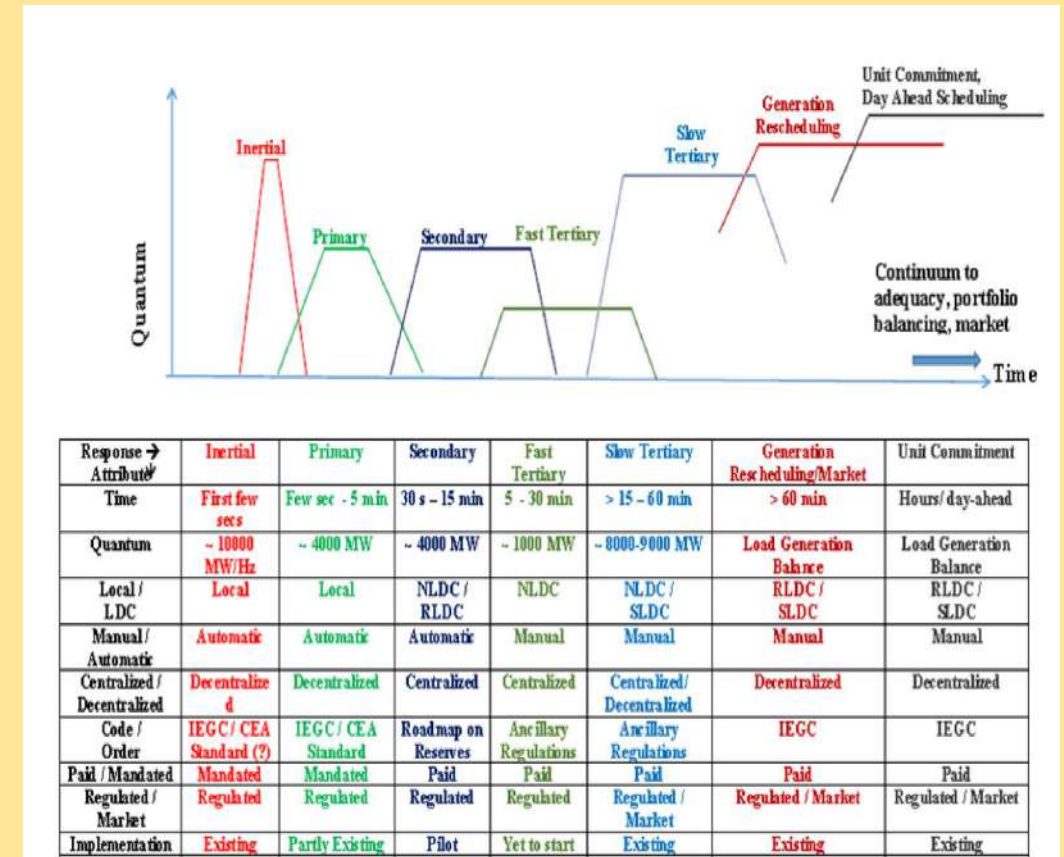 Unit Commitment,
Day Ahead Scheduling
Generation
Rescheduling
Slow
Tertiary
Inertial
Primary
Secondary
Fast Tertiary
Quantum
Continuum to
adequacy, portfolio
balancing, market
Time
Response → Inertial Primary Secondary Fast Slow Tertiary Generation Unit Commitment
Attribute↓ Tertiary Rescheduling/Market
Time First few Few sec - 5 min 30 s – 15 min 5 - 30 min > 15 – 60 min > 60 min Hours/ day-ahead
secs
Quantum ~ 10000 ~ 4000 MW ~ 4000 MW ~ 1000 MW ~ 8000-9000 MW Load Generation Load Generation
MW/Hz Balance Balance
Local / Local Local NLDC / NLDC NLDC / RLDC / RLDC /
LDC RLDC SLDC SLDC SLDC
Manual / Automatic Automatic Automatic Manual Manual Manual Manual
Automatic
Centralized / Decentralize Decentralized Centralized Centralized Centralized/ Decentralized Decentralized
Decentralized d Decentralized
Code / IEGC/ CEA IEGC/ CEA Roadmap on Ancillary Ancillary IEGC IEGC
Order Standard (?) Standard Reserves Regulations Regulations
Paid / Mandated Mandated Mandated Paid Paid Paid Paid Paid
Regulated / Regulated Regulated Regulated Regulated Regulated / Regulated / Market Regulated / Market
Market Market
Implementation Existing Partly Existing Pilot Yet to start Existing Existing Existing